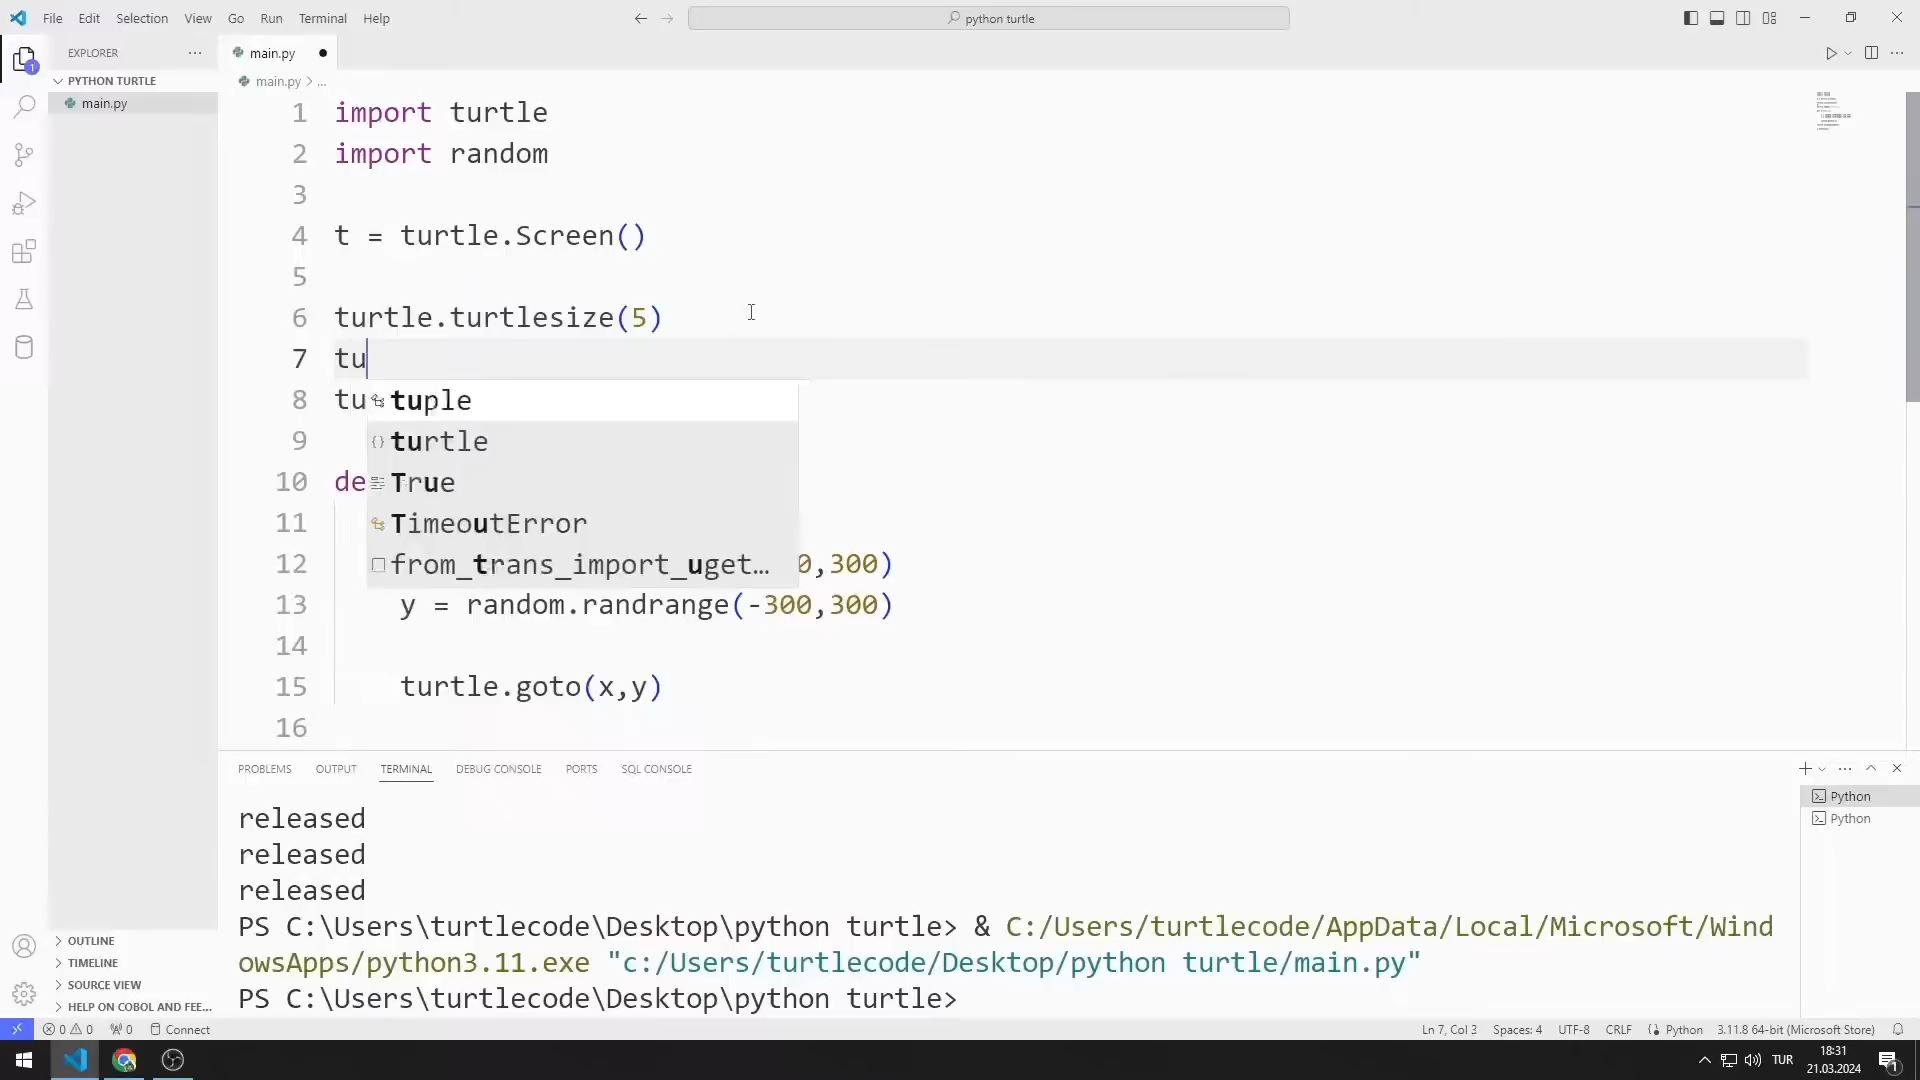 File Edit Selection View Go Run Terminal Help
python turtle
EXPLORER
PYTHON TURTLE
main.py
main.py
main.py > ...
1 import turtle
2 import random
3
4 t = turtle.Screen()
5
6 turtle.turtlesize(5)
7 tu
8 tu
9
10 de
11
12 0,300)
13 y = random.randrange(-300,300)
14
15 turtle.goto(x,y)
16
tuple
turtle
True
TimeoutError
from_trans_import_uget…
PROBLEMS OUTPUT TERMINAL DEBUG CONSOLE PORTS SQL CONSOLE
released
released
released
PS C:\Users\turtlecode\Desktop\python turtle> & C:/Users/turtlecode/AppData/Local/Microsoft/Wind
owsApps/python3.11.exe "c:/Users/turtlecode/Desktop/python turtle/main.py"
PS C:\Users\turtlecode\Desktop\python turtle>
Python
Python
OUTLINE
TIMELINE
SOURCE VIEW
HELP ON COBOL AND FEE...
1
0 0 0 Connect
Ln 7, Col 3 Spaces: 4 UTF-8 CRLF Python 3.11.8 64-bit (Microsoft Store)
TUR
18:31
21.03.2024
1